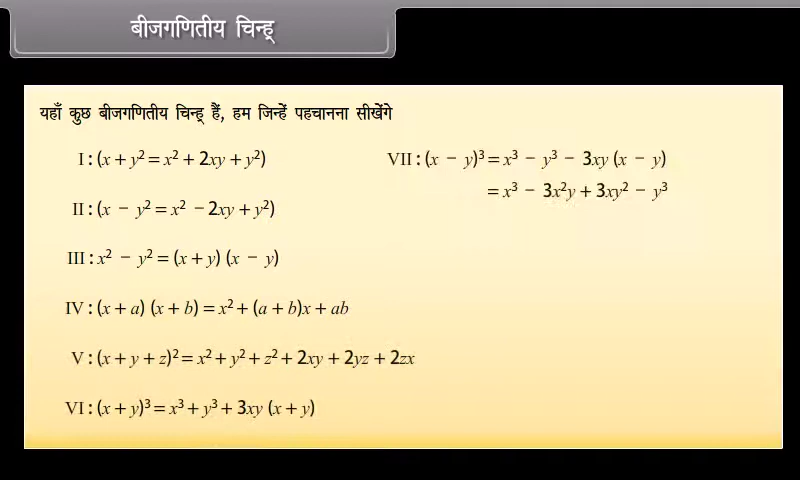 बीजगणितीय चिन्ह्
यहाँ कुछ बीजगणितीय चिन्ह् हैं, हम जिन्हें पहचानना सीखेंगे
I : (x + y² = x² + 2xy + y²)
II : (x − y² = x² − 2xy + y²)
III : x² − y² = (x + y) (x − y)
IV : (x + a) (x + b) = x² + (a + b)x + ab
V : (x + y + z)² = x² + y² + z² + 2xy + 2yz + 2zx
VI : (x + y)³ = x³ + y³ + 3xy (x + y)
VII : (x − y)³ = x³ − y³ − 3xy (x − y)
= x³ − 3x²y + 3xy² − y³